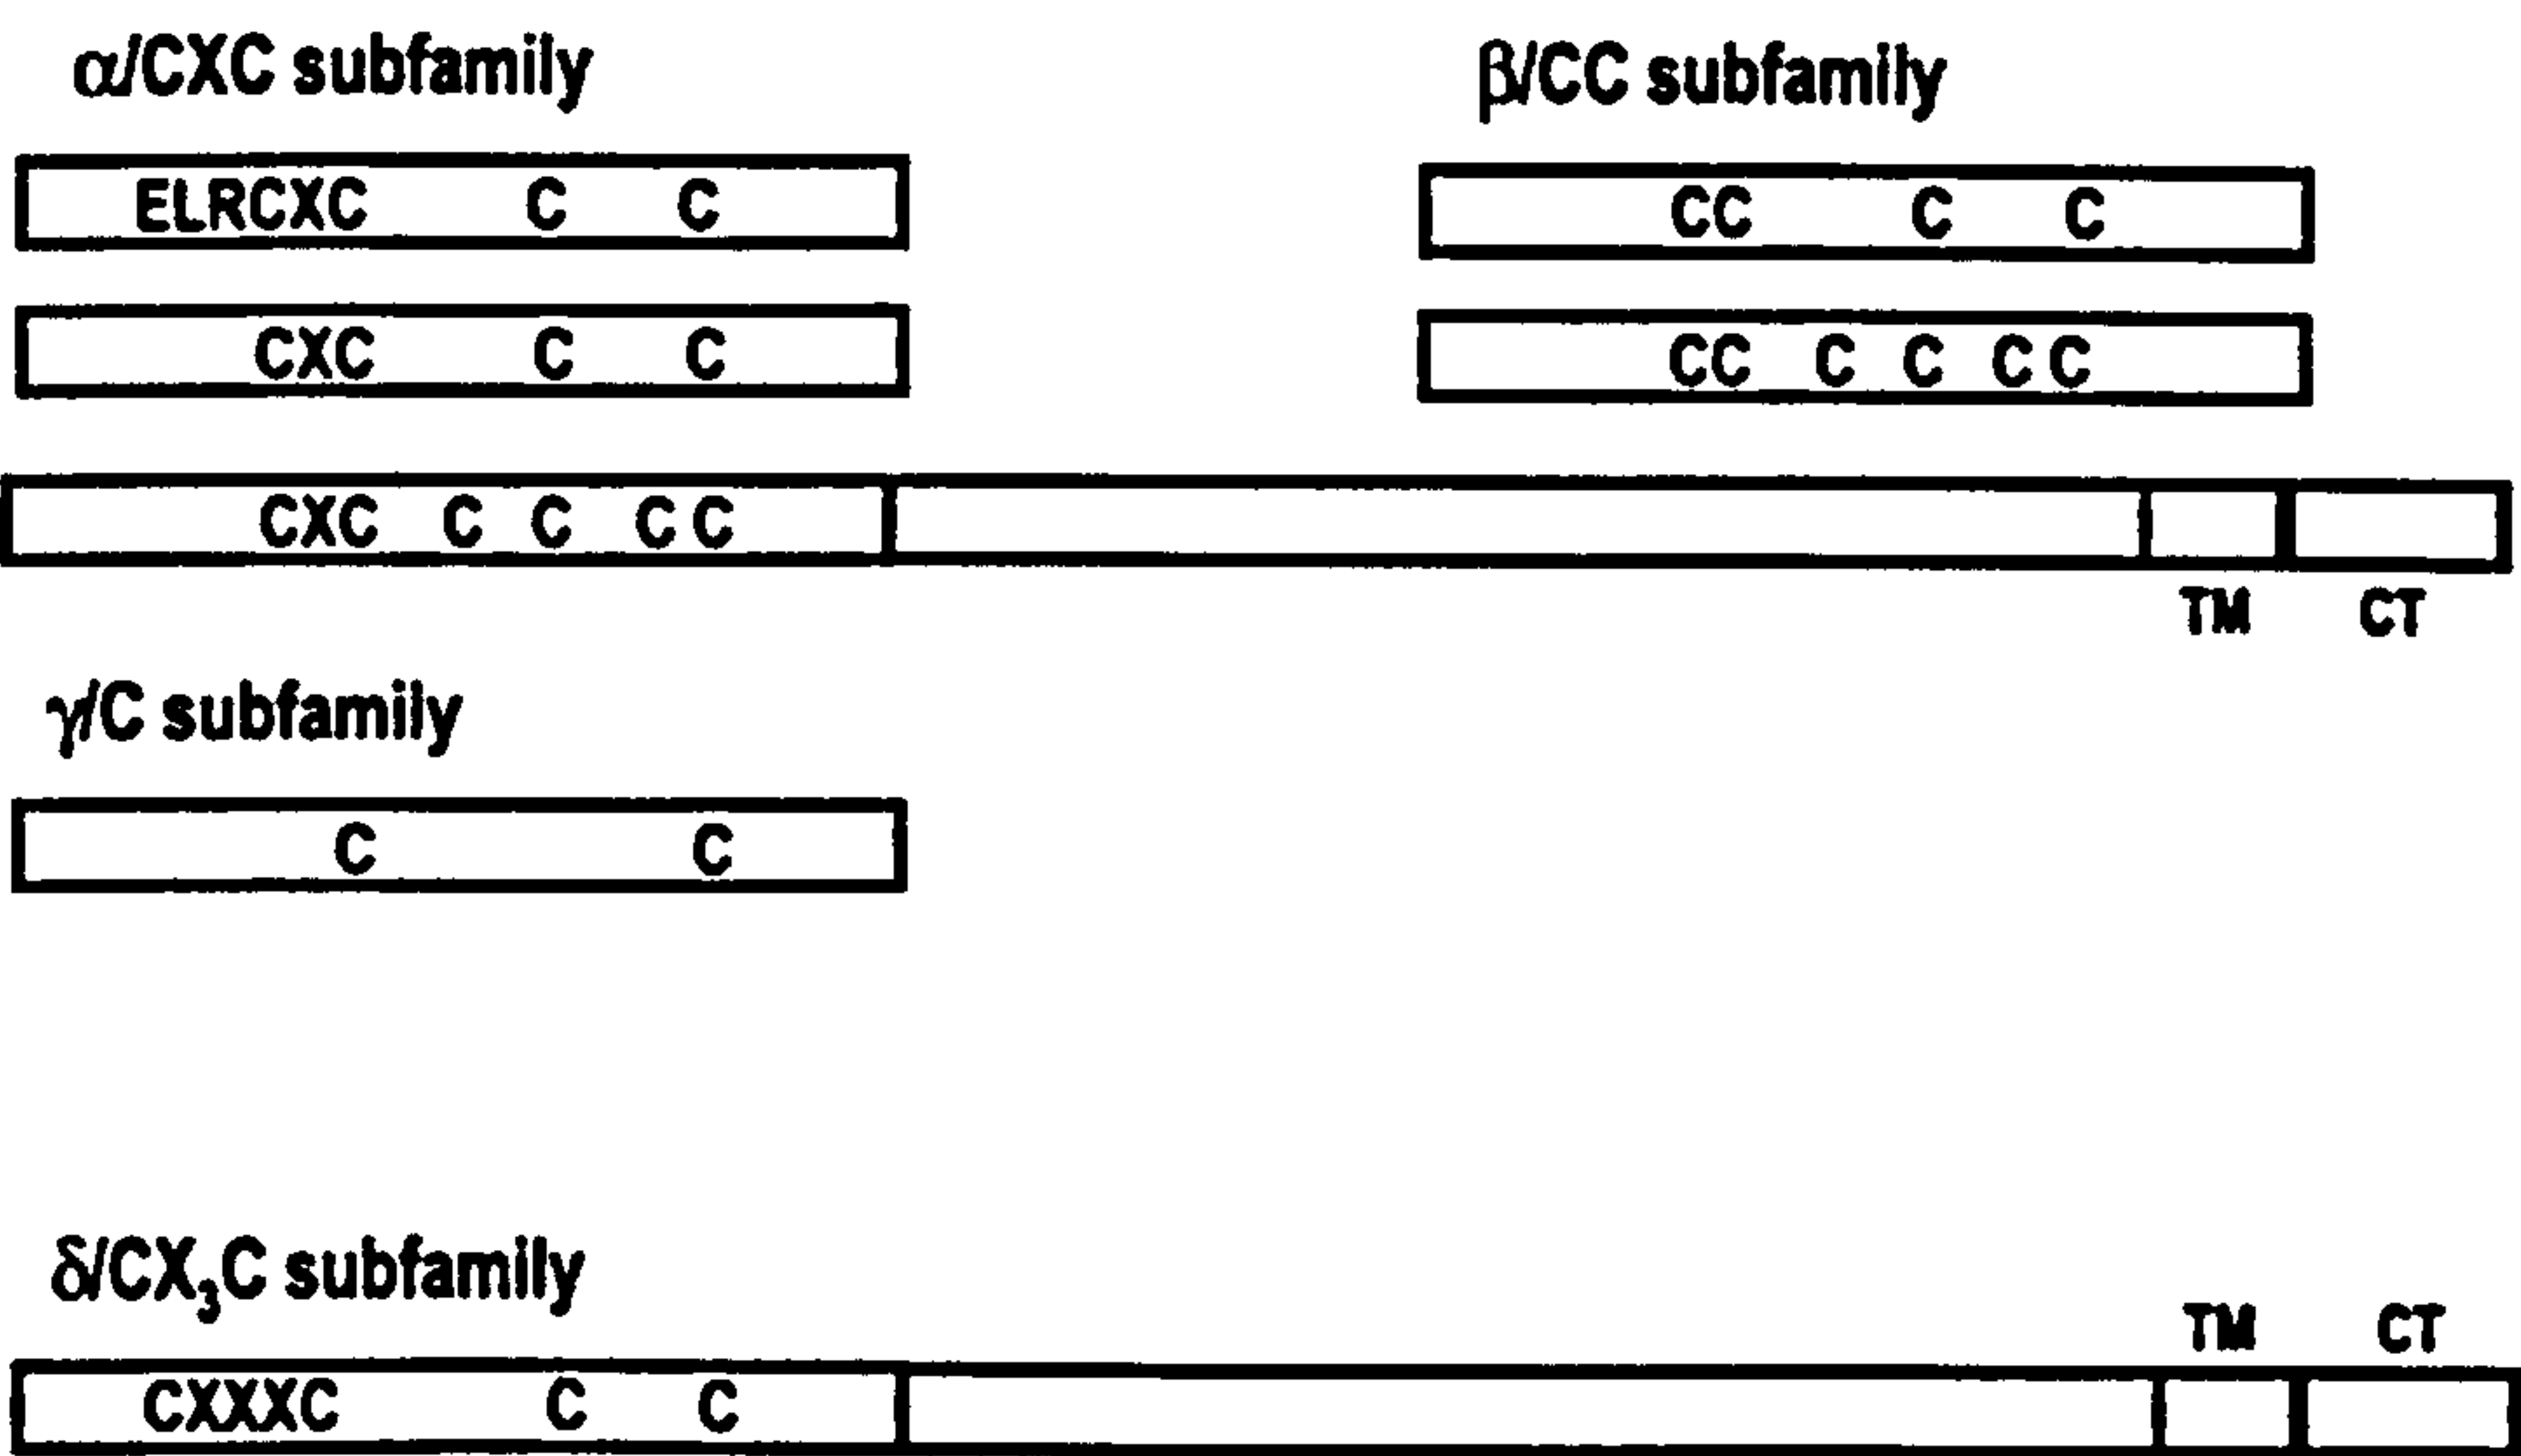 α/CXC subfamily
ELRCXC C C
CXC C C
β/CC subfamily
CC C C
CC C C C C
CXC C C C C
TM CT
γ/C subfamily
C C
δ/CX₃C subfamily
TM CT
CXXXC C C